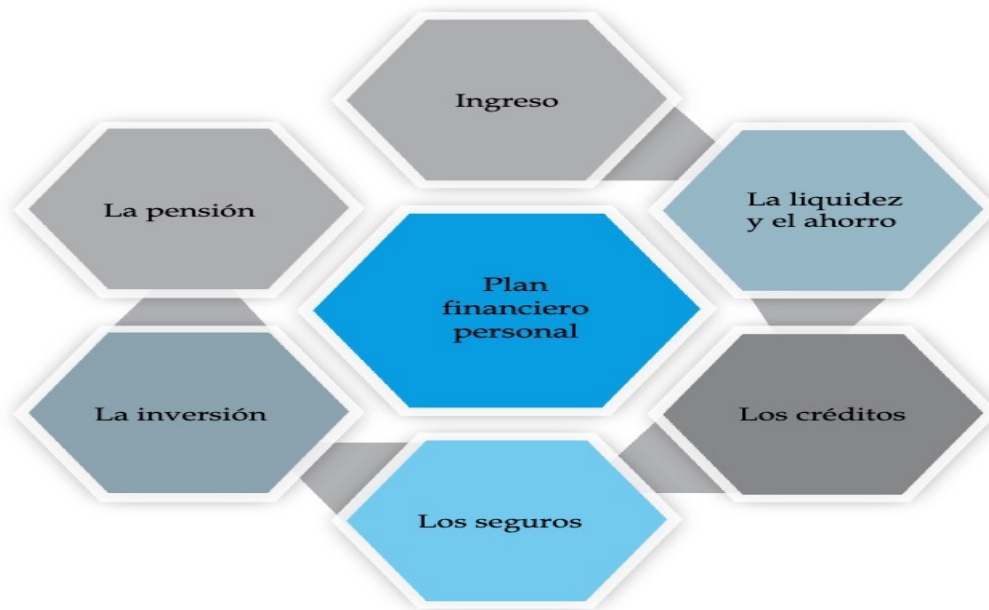 Ingreso
La pensión
La liquidez
y el ahorro
Plan
financiero
personal
La inversión
Los créditos
Los seguros